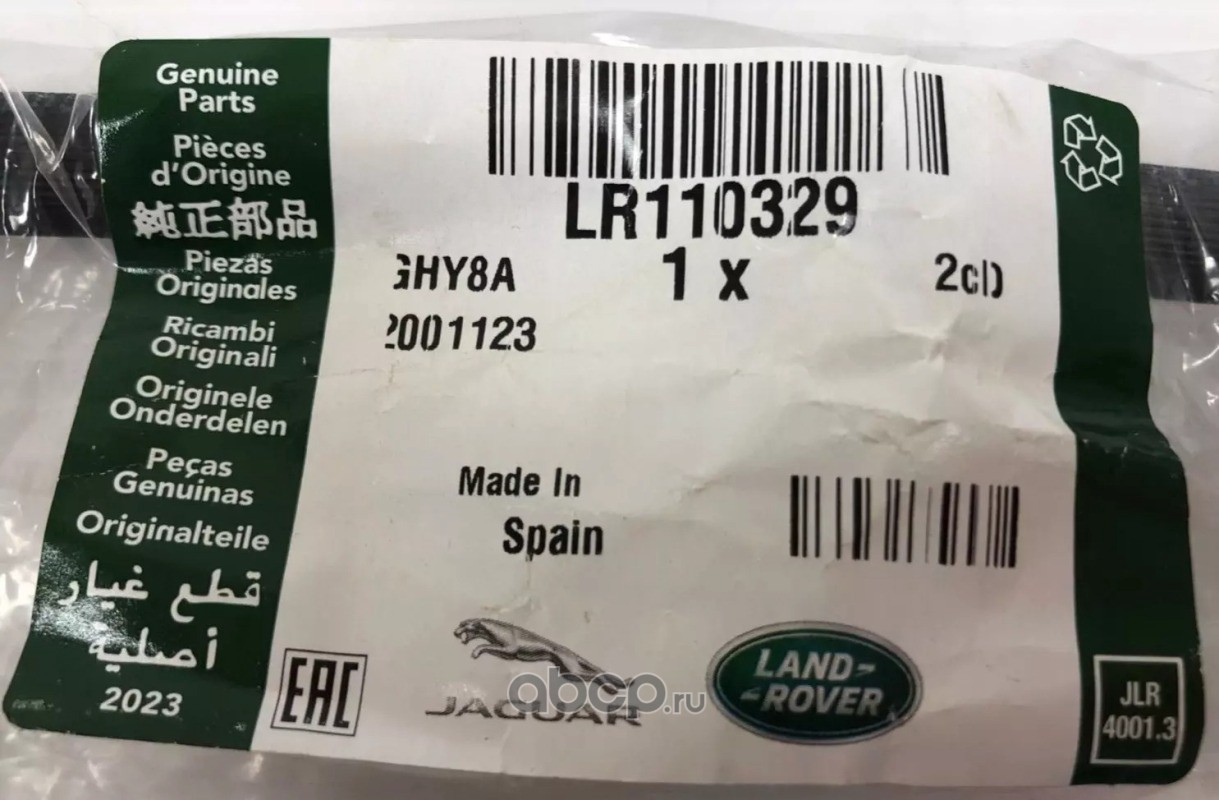 Genuine
Parts
Pièces
d'Origine
純正部品
Piezas
Originales
Ricambi
Originali
Originele
Onderdelen
Peças
Genuinas
Originalteile
قطع غيار
أصلية
2023
LR110329
1 x
GHY8A
2001123
Made In
Spain
EAC
JAGUAR
abcp.ru
LAND-
-ROVER
JLR
4001.3